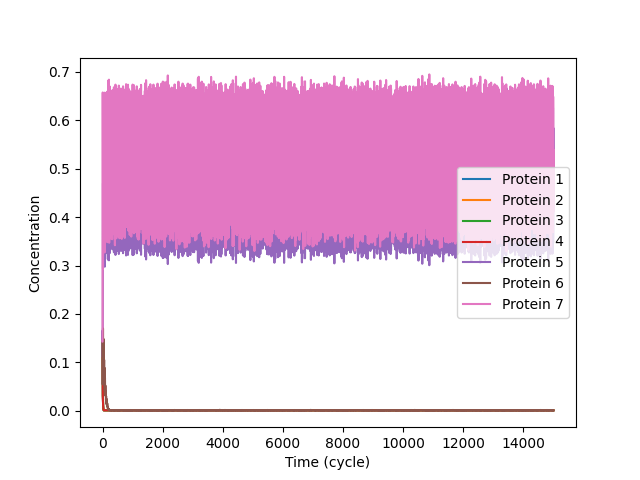 0.7
0.6
0.5
0.4
0.3
0.2
0.1
0.0
Concentration
Protein 1
Protein 2
Protein 3
Protein 4
Protein 5
Protein 6
Protein 7
0 2000 4000 6000 8000 10000 12000 14000
Time (cycle)